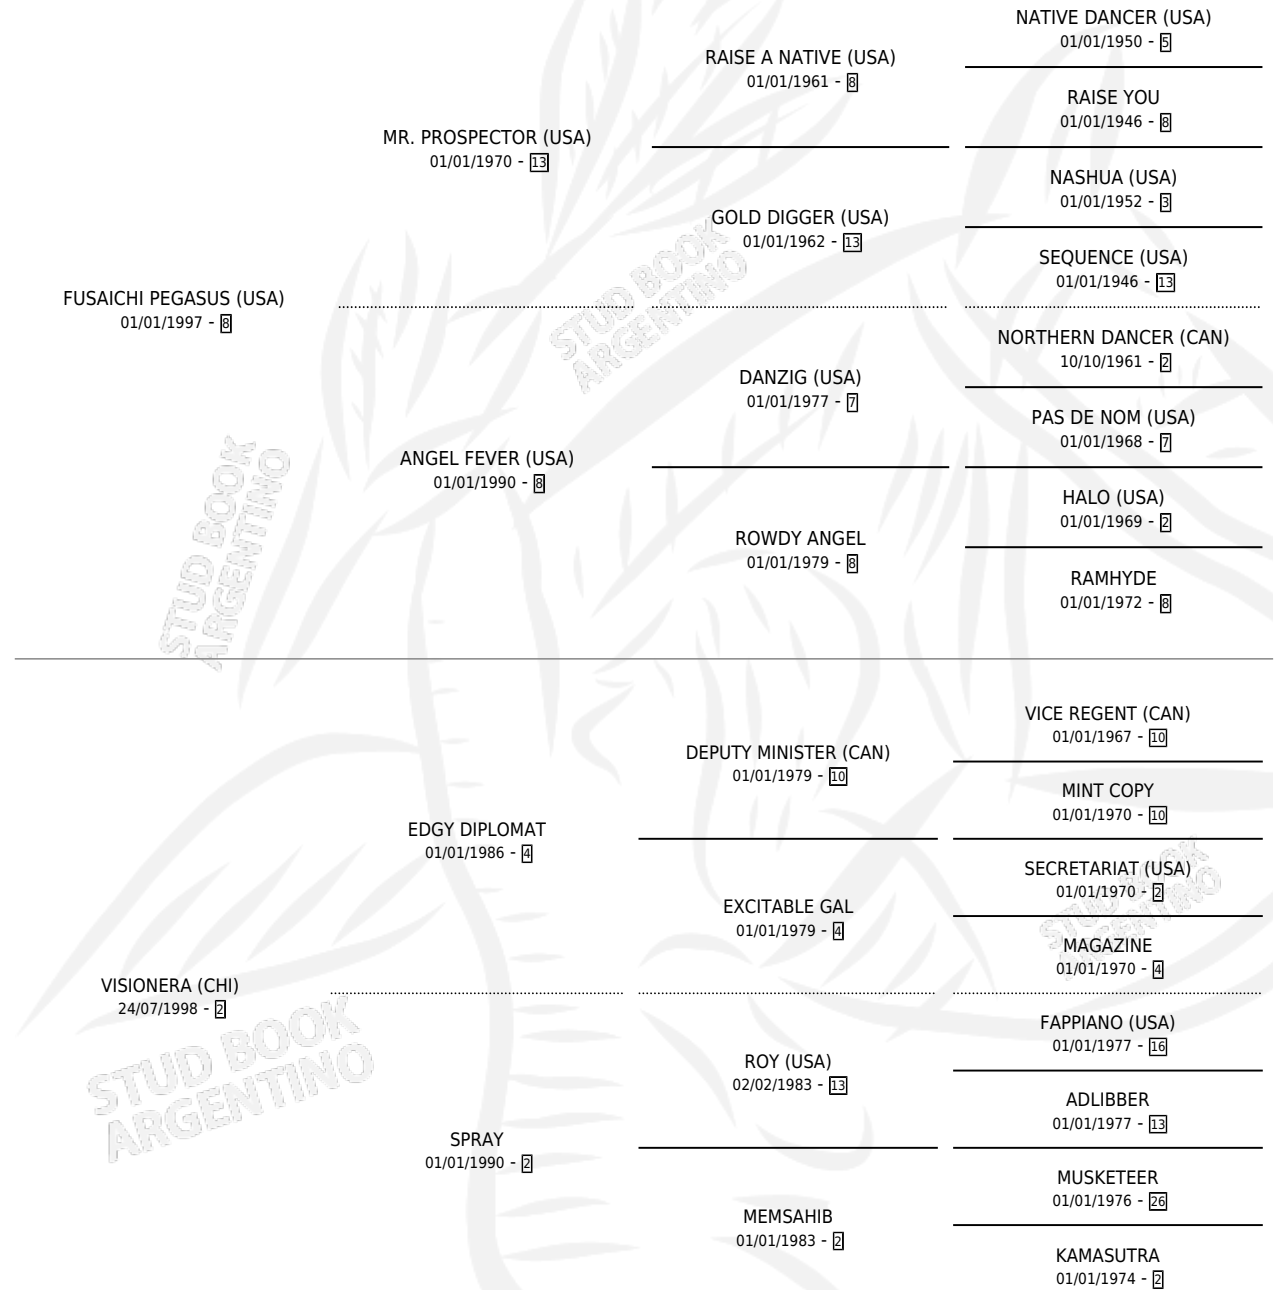 NATIVE DANCER (USA)
01/01/1950 - 5
RAISE A NATIVE (USA)
01/01/1961 - 8
RAISE YOU
01/01/1946 - 8
MR. PROSPECTOR (USA)
01/01/1970 - 13
NASHUA (USA)
01/01/1952 - 3
GOLD DIGGER (USA)
01/01/1962 - 13
SEQUENCE (USA)
01/01/1946 - 13
FUSAICHI PEGASUS (USA)
01/01/1997 - 8
NORTHERN DANCER (CAN)
10/10/1961 - 2
DANZIG (USA)
01/01/1977 - 7
PAS DE NOM (USA)
01/01/1968 - 7
ANGEL FEVER (USA)
01/01/1990 - 8
HALO (USA)
01/01/1969 - 2
ROWDY ANGEL
01/01/1979 - 8
RAMHYDE
01/01/1972 - 8
VICE REGENT (CAN)
01/01/1967 - 10
DEPUTY MINISTER (CAN)
01/01/1979 - 10
MINT COPY
01/01/1970 - 10
EDGY DIPLOMAT
01/01/1986 - 4
SECRETARIAT (USA)
01/01/1970 - 2
EXCITABLE GAL
01/01/1979 - 4
MAGAZINE
01/01/1970 - 4
VISIONERA (CHI)
24/07/1998 - 2
FAPPIANO (USA)
01/01/1977 - 16
ROY (USA)
02/02/1983 - 13
ADLIBBER
01/01/1977 - 13
SPRAY
01/01/1990 - 2
MUSKETEER
01/01/1976 - 26
MEMSAHIB
01/01/1983 - 2
KAMASUTRA
01/01/1974 - 2
STUD BOOK
ARGENTINO
STUD BOOK
ARGENTINO
STUD BOOK
ARGENTINO
STUD BOOK
ARGENTINO